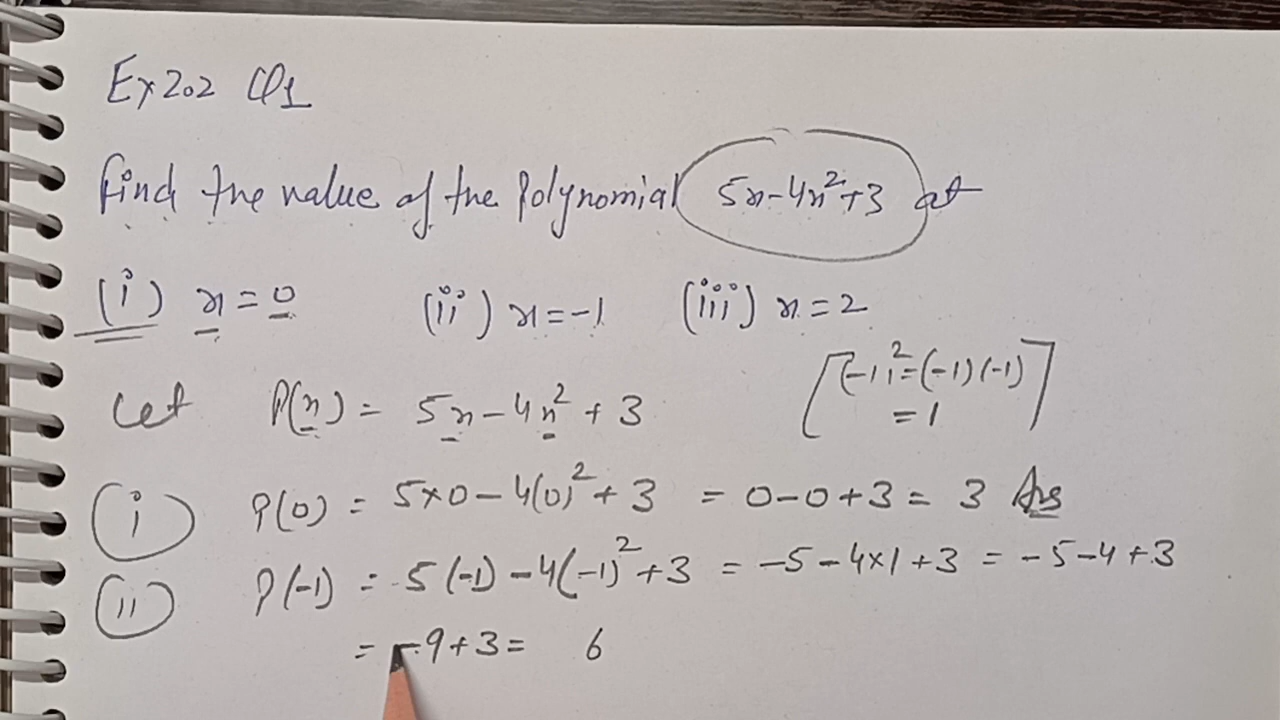 Ex 2.2 Q1
Find the value of the Polynomial 5x-4x²+3 at
(i) x=0 (ii) x=-1 (iii) x=2
Let P(x) = 5x-4x²+3
[(-1)²=(-1)(-1)
=1]
(i) P(0) = 5×0-4(0)²+3 = 0-0+3 = 3 Ans
(ii) P(-1) = 5(-1)-4(-1)²+3 = -5-4×1+3 = -5-4+3
= -9+3= 6